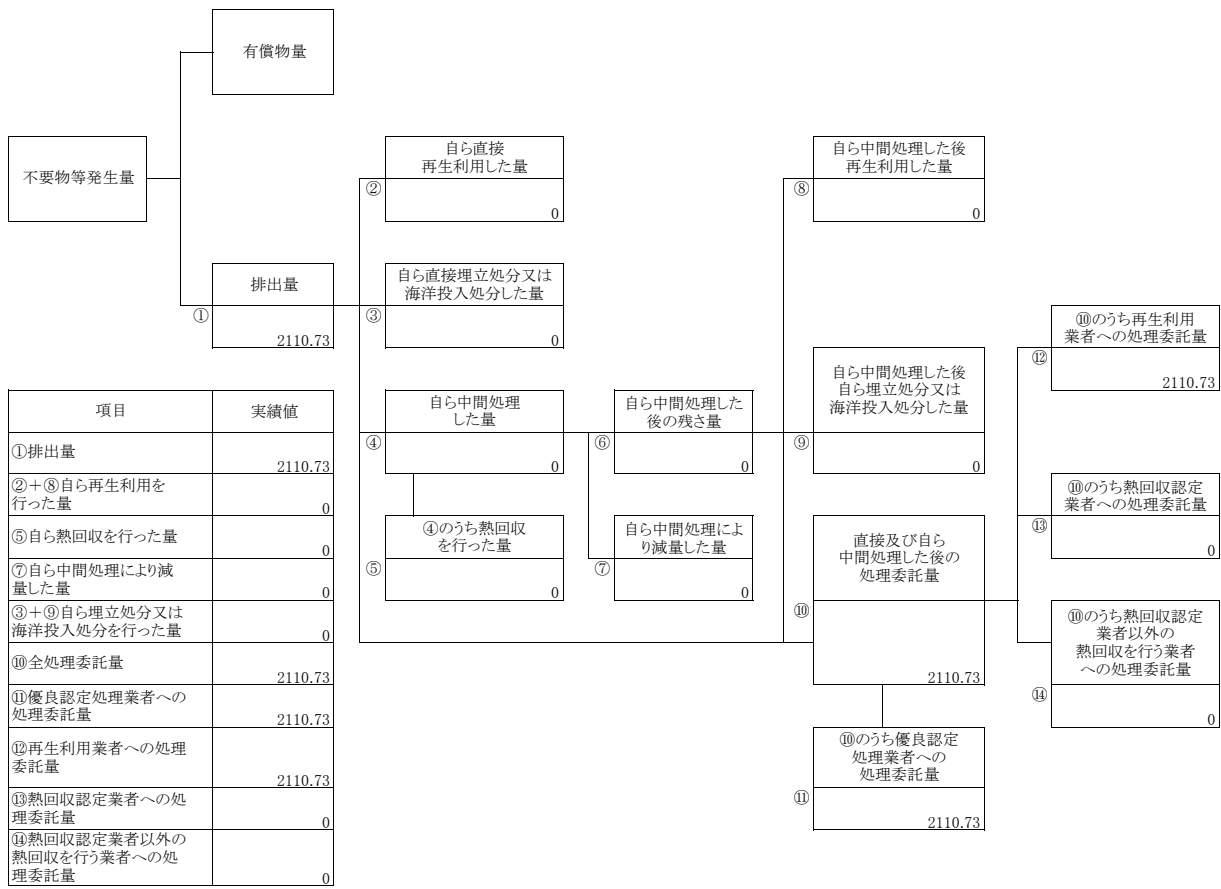 有償物量
不要物等発生量
自ら直接
再生利用した量
②
0
自ら中間処理した後
再生利用した量
⑧
0
排出量
①
2110.73
自ら直接埋立処分又は
海洋投入処分した量
③
0
⑩のうち再生利用
業者への処理委託量
⑫
2110.73
自ら中間処理
した量
④
0
自ら中間処理した
後の残さ量
⑥
0
自ら中間処理した後
自ら埋立処分又は
海洋投入処分した量
⑨
0
⑩のうち熱回収認定
業者への処理委託量
⑬
0
④のうち熱回収
を行った量
⑤
0
自ら中間処理によ
り減量した量
⑦
0
直接及び自ら
中間処理した後の
処理委託量
⑩
2110.73
⑩のうち熱回収認定
業者以外の
熱回収を行う業者
への処理委託量
⑭
0
⑩のうち優良認定
処理業者への
処理委託量
⑪
2110.73
項目 実績値
①排出量
2110.73
②+⑧自ら再生利用を
行った量
0
⑤自ら熱回収を行った量
0
⑦自ら中間処理により減
量した量
0
③+⑨自ら埋立処分又は
海洋投入処分を行った量
0
⑩全処理委託量
2110.73
⑪優良認定処理業者への
処理委託量
2110.73
⑫再生利用業者への処理
委託量
2110.73
⑬熱回収認定業者への処
理委託量
0
⑭熱回収認定業者以外の
熱回収を行う業者への処
理委託量
0